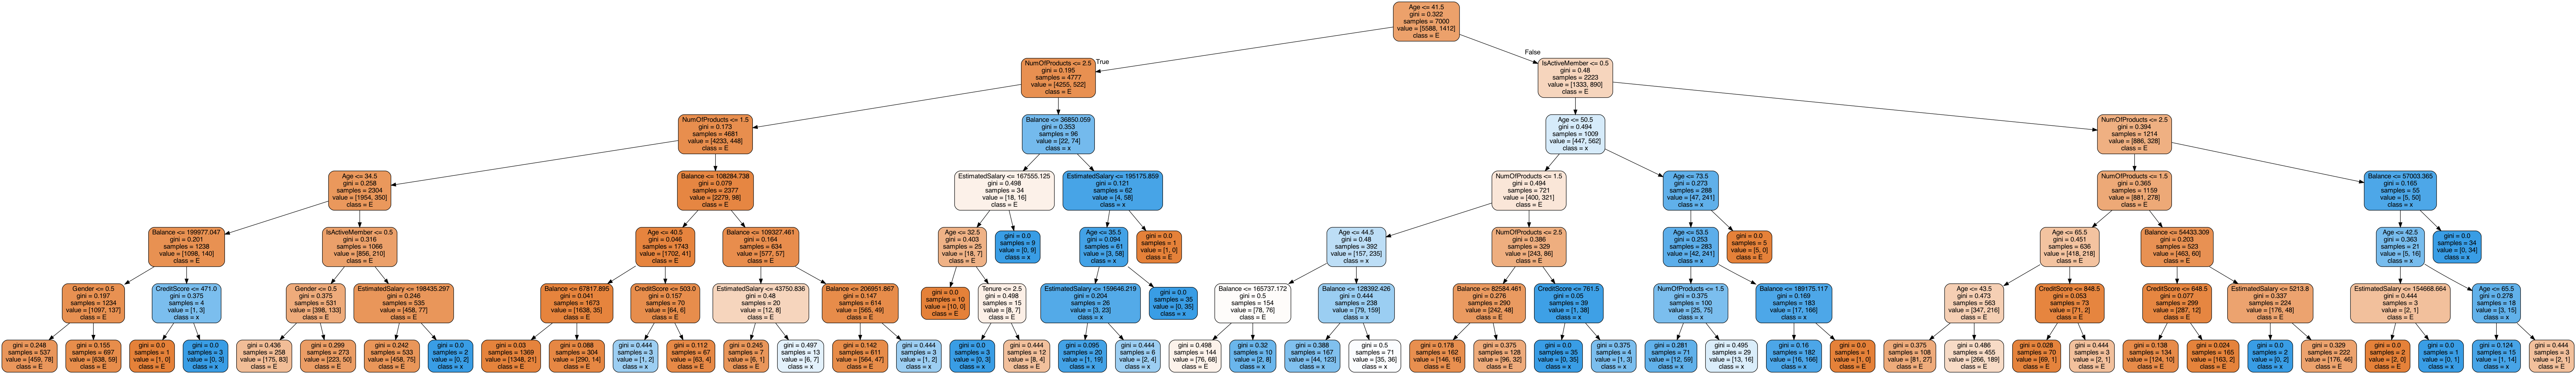 Age <= 41.5
gini = 0.322
samples = 7000
value = [5588, 1412]
class = E
True
False
NumOfProducts <= 2.5
gini = 0.195
samples = 4777
value = [4255, 522]
class = E
IsActiveMember <= 0.5
gini = 0.48
samples = 2223
value = [1333, 890]
class = E
NumOfProducts <= 1.5
gini = 0.173
samples = 4681
value = [4233, 448]
class = E
Balance <= 36850.059
gini = 0.353
samples = 96
value = [22, 74]
class = x
Age <= 50.5
gini = 0.494
samples = 1009
value = [447, 562]
class = x
NumOfProducts <= 2.5
gini = 0.394
samples = 1214
value = [886, 328]
class = E
Age <= 34.5
gini = 0.258
samples = 2304
value = [1954, 350]
class = E
Balance <= 108284.738
gini = 0.079
samples = 2377
value = [2279, 98]
class = E
EstimatedSalary <= 167555.125
gini = 0.498
samples = 34
value = [18, 16]
class = E
EstimatedSalary <= 195175.859
gini = 0.121
samples = 62
value = [4, 58]
class = x
NumOfProducts <= 1.5
gini = 0.494
samples = 721
value = [400, 321]
class = E
Age <= 73.5
gini = 0.273
samples = 288
value = [47, 241]
class = x
NumOfProducts <= 1.5
gini = 0.365
samples = 1159
value = [881, 278]
class = E
Balance <= 57003.365
gini = 0.165
samples = 55
value = [5, 50]
class = x
Balance <= 199977.047
gini = 0.201
samples = 1238
value = [1098, 140]
class = E
IsActiveMember <= 0.5
gini = 0.316
samples = 1066
value = [856, 210]
class = E
Age <= 40.5
gini = 0.046
samples = 1743
value = [1702, 41]
class = E
Balance <= 109327.461
gini = 0.164
samples = 634
value = [577, 57]
class = E
Age <= 32.5
gini = 0.403
samples = 25
value = [18, 7]
class = E
gini = 0.0
samples = 9
value = [0, 9]
class = x
Age <= 35.5
gini = 0.094
samples = 61
value = [3, 58]
class = x
gini = 0.0
samples = 1
value = [1, 0]
class = E
Age <= 44.5
gini = 0.48
samples = 392
value = [157, 235]
class = x
NumOfProducts <= 2.5
gini = 0.386
samples = 329
value = [243, 86]
class = E
Age <= 53.5
gini = 0.253
samples = 283
value = [42, 241]
class = x
gini = 0.0
samples = 5
value = [5, 0]
class = E
Age <= 65.5
gini = 0.451
samples = 636
value = [418, 218]
class = E
Balance <= 54433.309
gini = 0.203
samples = 523
value = [463, 60]
class = E
Age <= 42.5
gini = 0.363
samples = 21
value = [5, 16]
class = x
gini = 0.0
samples = 34
value = [0, 34]
class = x
Gender <= 0.5
gini = 0.197
samples = 1234
value = [1097, 137]
class = E
CreditScore <= 471.0
gini = 0.375
samples = 4
value = [1, 3]
class = x
Gender <= 0.5
gini = 0.375
samples = 531
value = [398, 133]
class = E
EstimatedSalary <= 198435.297
gini = 0.246
samples = 535
value = [458, 77]
class = E
Balance <= 67817.895
gini = 0.041
samples = 1673
value = [1638, 35]
class = E
CreditScore <= 503.0
gini = 0.157
samples = 70
value = [64, 6]
class = E
EstimatedSalary <= 43750.836
gini = 0.48
samples = 20
value = [12, 8]
class = E
Balance <= 206951.867
gini = 0.147
samples = 614
value = [565, 49]
class = E
gini = 0.0
samples = 10
value = [10, 0]
class = E
Tenure <= 2.5
gini = 0.498
samples = 15
value = [8, 7]
class = E
EstimatedSalary <= 159646.219
gini = 0.204
samples = 26
value = [3, 23]
class = x
gini = 0.0
samples = 35
value = [0, 35]
class = x
Balance <= 165737.172
gini = 0.5
samples = 154
value = [78, 76]
class = E
Balance <= 128392.426
gini = 0.444
samples = 238
value = [79, 159]
class = x
Balance <= 82584.461
gini = 0.276
samples = 290
value = [242, 48]
class = E
CreditScore <= 761.5
gini = 0.05
samples = 39
value = [1, 38]
class = x
NumOfProducts <= 1.5
gini = 0.375
samples = 100
value = [25, 75]
class = x
Balance <= 189175.117
gini = 0.169
samples = 183
value = [17, 166]
class = x
Age <= 43.5
gini = 0.473
samples = 563
value = [347, 216]
class = E
CreditScore <= 848.5
gini = 0.053
samples = 73
value = [71, 2]
class = E
CreditScore <= 648.5
gini = 0.077
samples = 299
value = [287, 12]
class = E
EstimatedSalary <= 5213.8
gini = 0.337
samples = 224
value = [176, 48]
class = E
EstimatedSalary <= 154668.664
gini = 0.444
samples = 3
value = [2, 1]
class = E
Age <= 65.5
gini = 0.278
samples = 18
value = [3, 15]
class = x
gini = 0.248
samples = 537
value = [459, 78]
class = E
gini = 0.155
samples = 697
value = [638, 59]
class = E
gini = 0.0
samples = 1
value = [1, 0]
class = E
gini = 0.0
samples = 3
value = [0, 3]
class = x
gini = 0.436
samples = 258
value = [175, 83]
class = E
gini = 0.299
samples = 273
value = [223, 50]
class = E
gini = 0.242
samples = 533
value = [458, 75]
class = E
gini = 0.0
samples = 2
value = [0, 2]
class = x
gini = 0.03
samples = 1369
value = [1348, 21]
class = E
gini = 0.088
samples = 304
value = [290, 14]
class = E
gini = 0.444
samples = 3
value = [1, 2]
class = x
gini = 0.112
samples = 67
value = [63, 4]
class = E
gini = 0.245
samples = 7
value = [6, 1]
class = E
gini = 0.497
samples = 13
value = [6, 7]
class = x
gini = 0.142
samples = 611
value = [564, 47]
class = E
gini = 0.444
samples = 3
value = [1, 2]
class = x
gini = 0.0
samples = 3
value = [0, 3]
class = x
gini = 0.444
samples = 12
value = [8, 4]
class = E
gini = 0.095
samples = 20
value = [1, 19]
class = x
gini = 0.444
samples = 6
value = [2, 4]
class = x
gini = 0.498
samples = 144
value = [76, 68]
class = E
gini = 0.32
samples = 10
value = [2, 8]
class = x
gini = 0.388
samples = 167
value = [44, 123]
class = x
gini = 0.5
samples = 71
value = [35, 36]
class = x
gini = 0.178
samples = 162
value = [146, 16]
class = E
gini = 0.375
samples = 128
value = [96, 32]
class = E
gini = 0.0
samples = 35
value = [0, 35]
class = x
gini = 0.375
samples = 4
value = [1, 3]
class = x
gini = 0.281
samples = 71
value = [12, 59]
class = x
gini = 0.495
samples = 29
value = [13, 16]
class = x
gini = 0.16
samples = 182
value = [16, 166]
class = x
gini = 0.0
samples = 1
value = [1, 0]
class = E
gini = 0.375
samples = 108
value = [81, 27]
class = E
gini = 0.486
samples = 455
value = [266, 189]
class = E
gini = 0.028
samples = 70
value = [69, 1]
class = E
gini = 0.444
samples = 3
value = [2, 1]
class = E
gini = 0.138
samples = 134
value = [124, 10]
class = E
gini = 0.024
samples = 165
value = [163, 2]
class = E
gini = 0.0
samples = 2
value = [0, 2]
class = x
gini = 0.329
samples = 222
value = [176, 46]
class = E
gini = 0.0
samples = 2
value = [2, 0]
class = E
gini = 0.0
samples = 1
value = [0, 1]
class = x
gini = 0.124
samples = 15
value = [1, 14]
class = x
gini = 0.444
samples = 3
value = [2, 1]
class = E